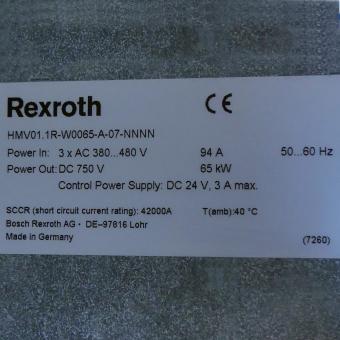 Rexroth CE
HMV01.1R-W0065-A-07-NNNN
Power In: 3 x AC 380...480 V 94 A 50...60 Hz
Power Out: DC 750 V 65 kW
Control Power Supply: DC 24 V, 3 A max.
SCCR (short circuit current rating): 42000A T(amb):40 °C
Bosch Rexroth AG · DE-97816 Lohr
Made in Germany (7260)